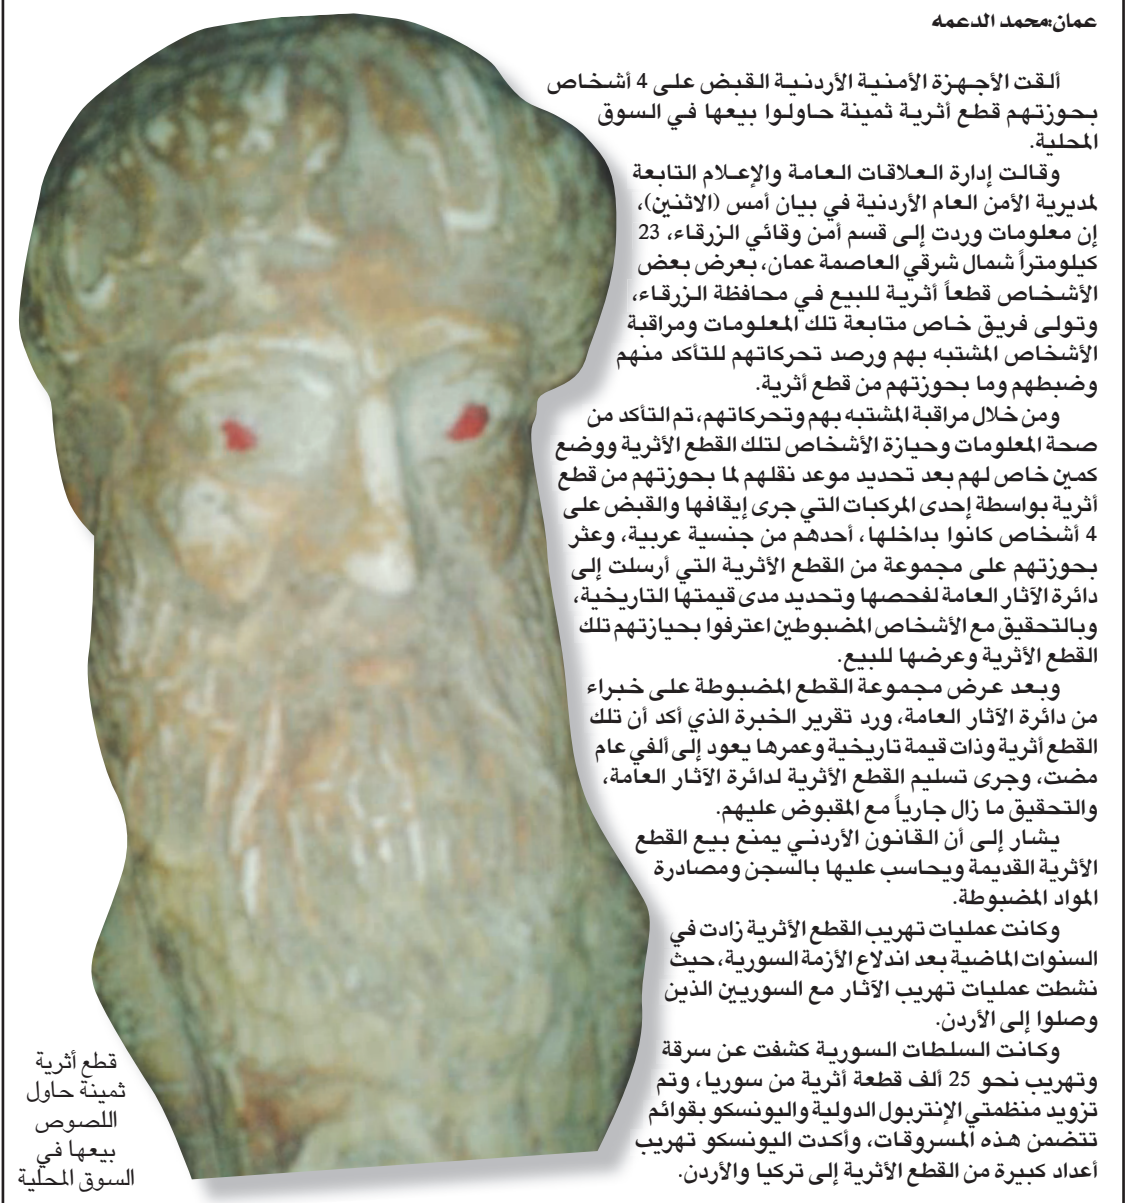 عمان:محمد الدعمه
ألقت الأجهزة الأمنية الأردنية القبض على 4 أشخاص
بحوزتهم قطع أثرية ثمينة حاولوا بيعها في السوق
المحلية.
وقالت إدارة العلاقات العامة والإعلام التابعة
لمديرية الأمن العام الأردنية في بيان أمس (الاثنين)،
إن معلومات وردت إلى قسم أمن وقائي الزرقاء، 23
كيلومتراً شمال شرقي العاصمة عمان، بعرض بعض
الأشخاص قطعاً أثرية للبيع في محافظة الزرقاء،
وتولى فريق خاص متابعة تلك المعلومات ومراقبة
الأشخاص المشتبه بهم ورصد تحركاتهم للتأكد منهم
وضبطهم وما بحوزتهم من قطع أثرية.
ومن خلال مراقبة المشتبه بهم وتحركاتهم، تم التأكد من
صحة المعلومات وحيازة الأشخاص لتلك القطع الأثرية ووضع
كمين خاص لهم بعد تحديد موعد نقلهم لما بحوزتهم من قطع
أثرية بواسطة إحدى المركبات التي جرى إيقافها والقبض على
4 أشخاص كانوا بداخلها، أحدهم من جنسية عربية، وعثر
بحوزتهم على مجموعة من القطع الأثرية التي أرسلت إلى
دائرة الآثار العامة لفحصها وتحديد مدى قيمتها التاريخية،
وبالتحقيق مع الأشخاص المضبوطين اعترفوا بحيازتهم تلك
القطع الأثرية وعرضها للبيع.
وبعد عرض مجموعة القطع المضبوطة على خبراء
من دائرة الآثار العامة، ورد تقرير الخبرة الذي أكد أن تلك
القطع أثرية وذات قيمة تاريخية وعمرها يعود إلى ألفي عام
مضت، وجرى تسليم القطع الأثرية لدائرة الآثار العامة،
والتحقيق ما زال جارياً مع المقبوض عليهم.
يشار إلى أن القانون الأردني يمنع بيع القطع
الأثرية القديمة ويحاسب عليها بالسجن ومصادرة
المواد المضبوطة.
وكانت عمليات تهريب القطع الأثرية زادت في
السنوات الماضية بعد اندلاع الأزمة السورية، حيث
نشطت عمليات تهريب الآثار مع السوريين الذين
وصلوا إلى الأردن.
وكانت السلطات السورية كشفت عن سرقة
وتهريب نحو 25 ألف قطعة أثرية من سوريا، وتم
تزويد منظمتي الإنتربول الدولية واليونسكو بقوائم
تتضمن هذه المسروقات، وأكدت اليونسكو تهريب
أعداد كبيرة من القطع الأثرية إلى تركيا والأردن.
قطع أثرية
ثمينة حاول
اللصوص
بيعها في
السوق المحلية